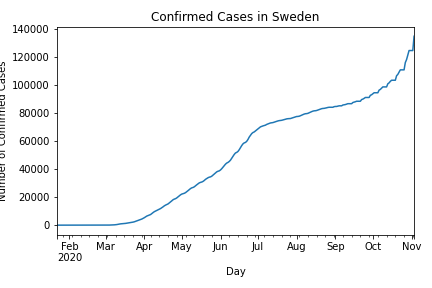 Confirmed Cases in Sweden
140000
120000
100000
80000
60000
40000
20000
0
Number of Confirmed Cases
Feb Mar Apr May Jun Jul Aug Sep Oct Nov
2020
Day